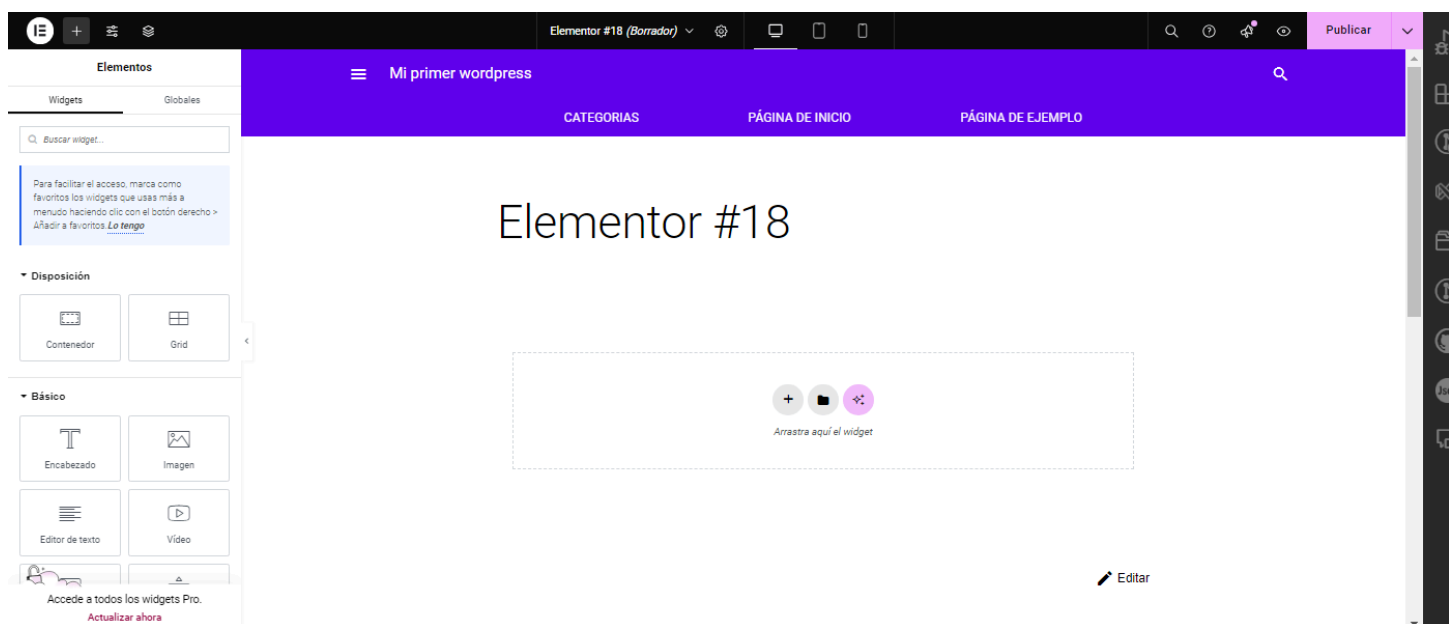 Elementor #18 (Borrador)
Publicar
Elementos
Widgets Globales
Buscar widget...
Para facilitar el acceso, marca como
favoritos los widgets que usas más a
menudo haciendo clic con el botón derecho >
Añadir a favoritos. Lo tengo
Disposición
Contenedor Grid
Básico
Encabezado Imagen
Editor de texto Vídeo
Accede a todos los widgets Pro.
Actualizar ahora
Mi primer wordpress
CATEGORIAS PÁGINA DE INICIO PÁGINA DE EJEMPLO
Elementor #18
Arrastra aquí el widget
Editar